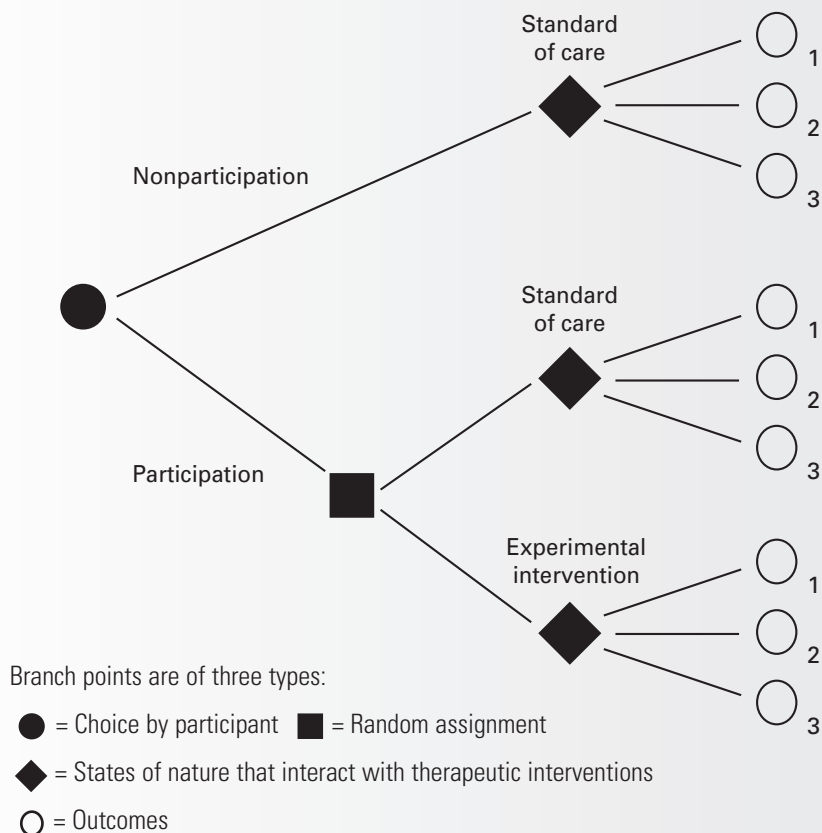 Standard
of care
1
2
3
Nonparticipation
Standard
of care
1
2
3
Participation
Experimental
intervention
1
2
3
Branch points are of three types:
= Choice by participant = Random assignment
= States of nature that interact with therapeutic interventions
= Outcomes